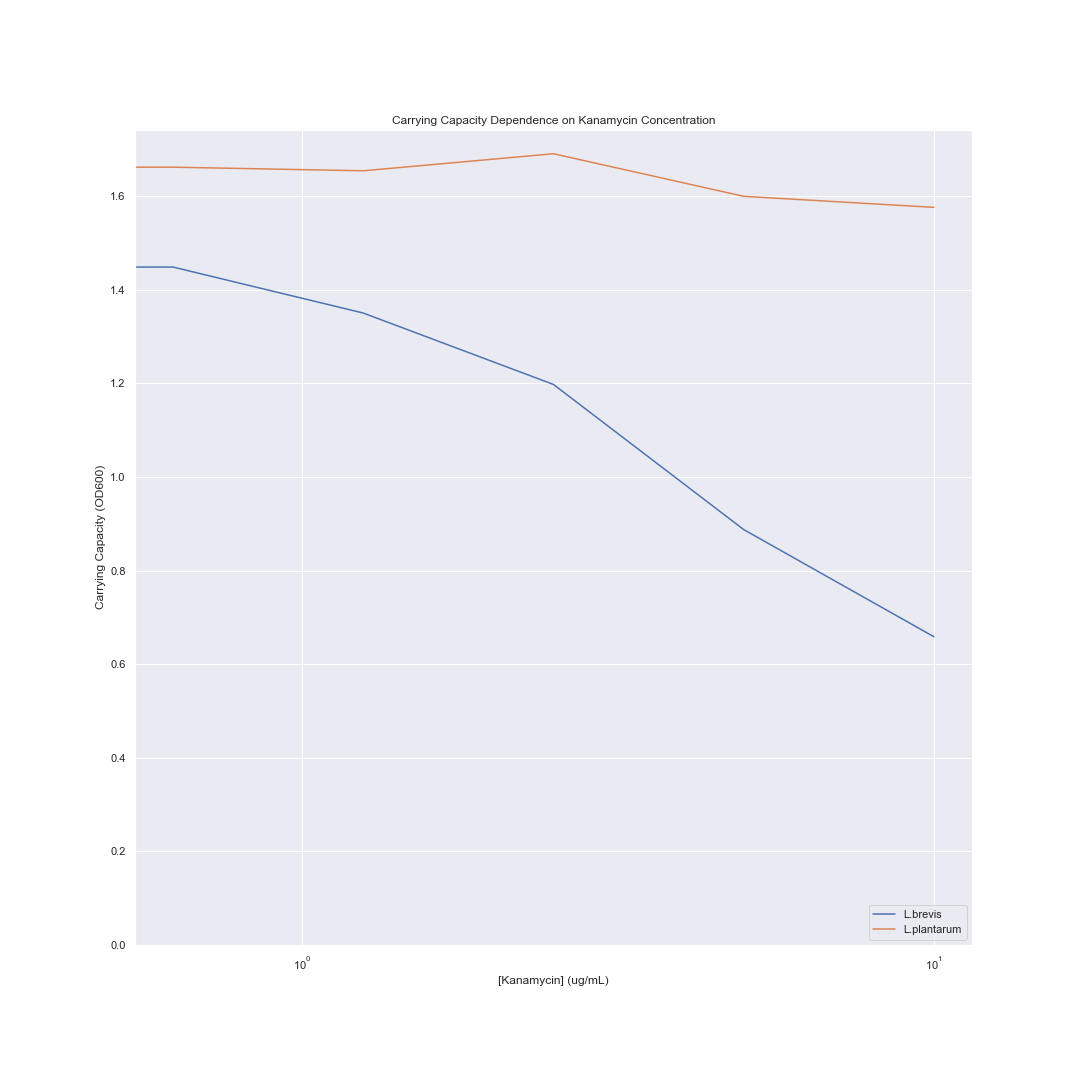 Carrying Capacity Dependence on Kanamycin Concentration
Carrying Capacity (OD600)
1.6
1.4
1.2
1.0
0.8
0.6
0.4
0.2
0.0
L.brevis
L.plantarum
10⁰ 10¹
[Kanamycin] (ug/mL)